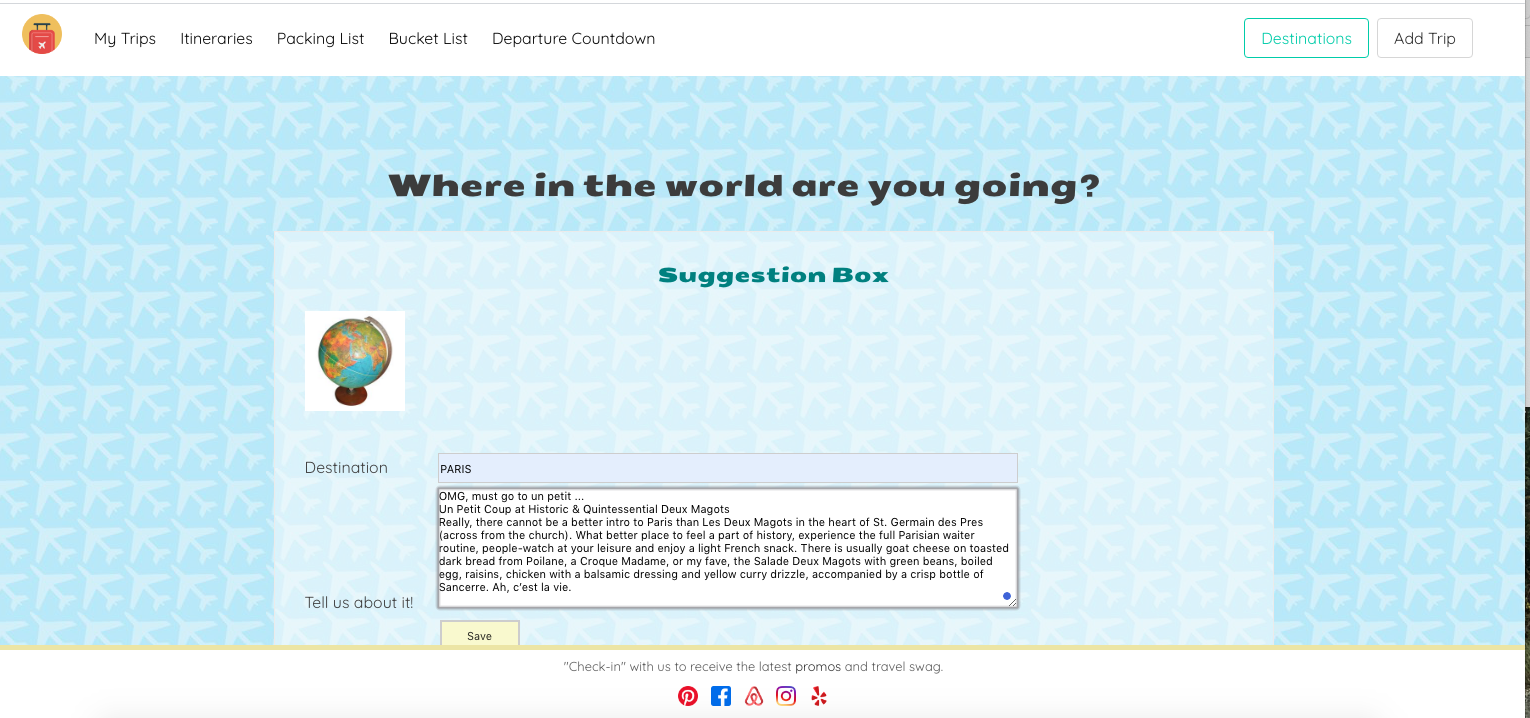 My Trips Itineraries Packing List Bucket List Departure Countdown Destinations Add Trip
Where in the world are you going?
Suggestion Box
Destination PARIS
OMG, must go to un petit ...
Un Petit Coup at Historic & Quintessential Deux Magots
Really, there cannot be a better intro to Paris than Les Deux Magots in the heart of St. Germain des Pres
(across from the church). What better place to feel a part of history, experience the full Parisian waiter
routine, people-watch at your leisure and enjoy a light French snack. There is usually goat cheese on toasted
dark bread from Poilane, a Croque Madame, or my fave, the Salade Deux Magots with green beans, boiled
egg, raisins, chicken with a balsamic dressing and yellow curry drizzle, accompanied by a crisp bottle of
Sancerre. Ah, c'est la vie.
Tell us about it!
Save
"Check-in" with us to receive the latest promos and travel swag.